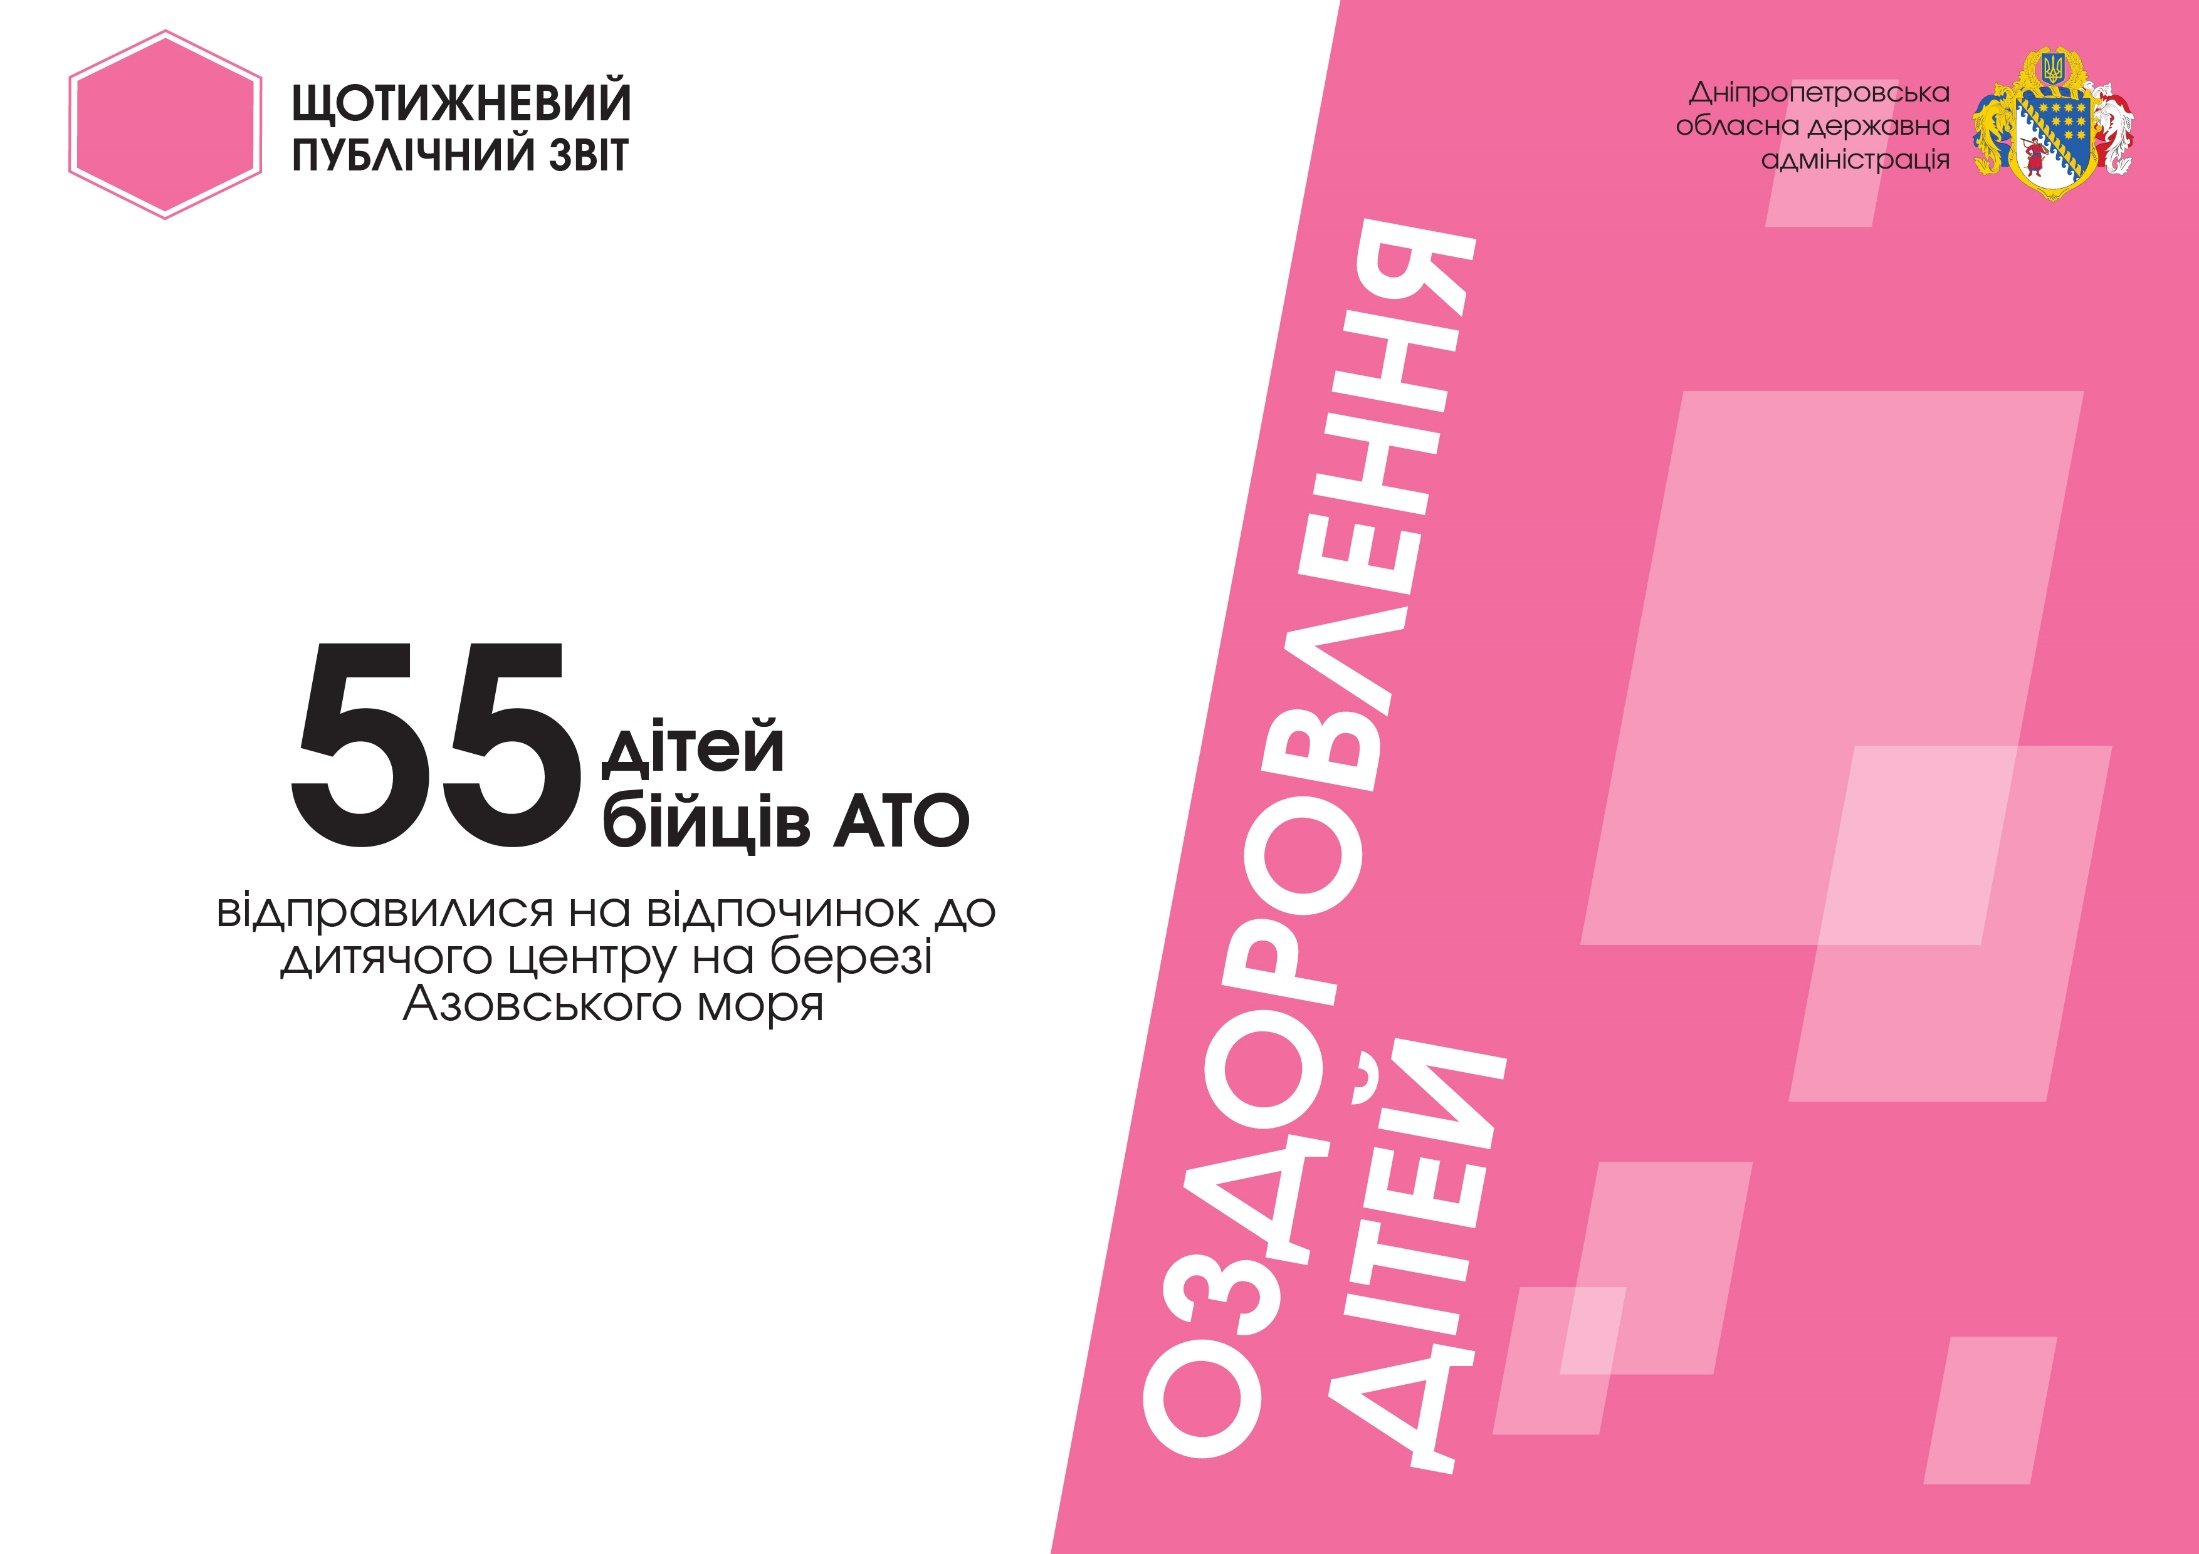 ЩОТИЖНЕВИЙ
ПУБЛІЧНИЙ ЗВІТ
Дніпропетровська
обласна державна
адміністрація
55 дітей
бійців АТО
відправилися на відпочинок до
дитячого центру на березі
Азовського моря
ОЗДОРОВЛЕННЯ
ДІТЕЙ